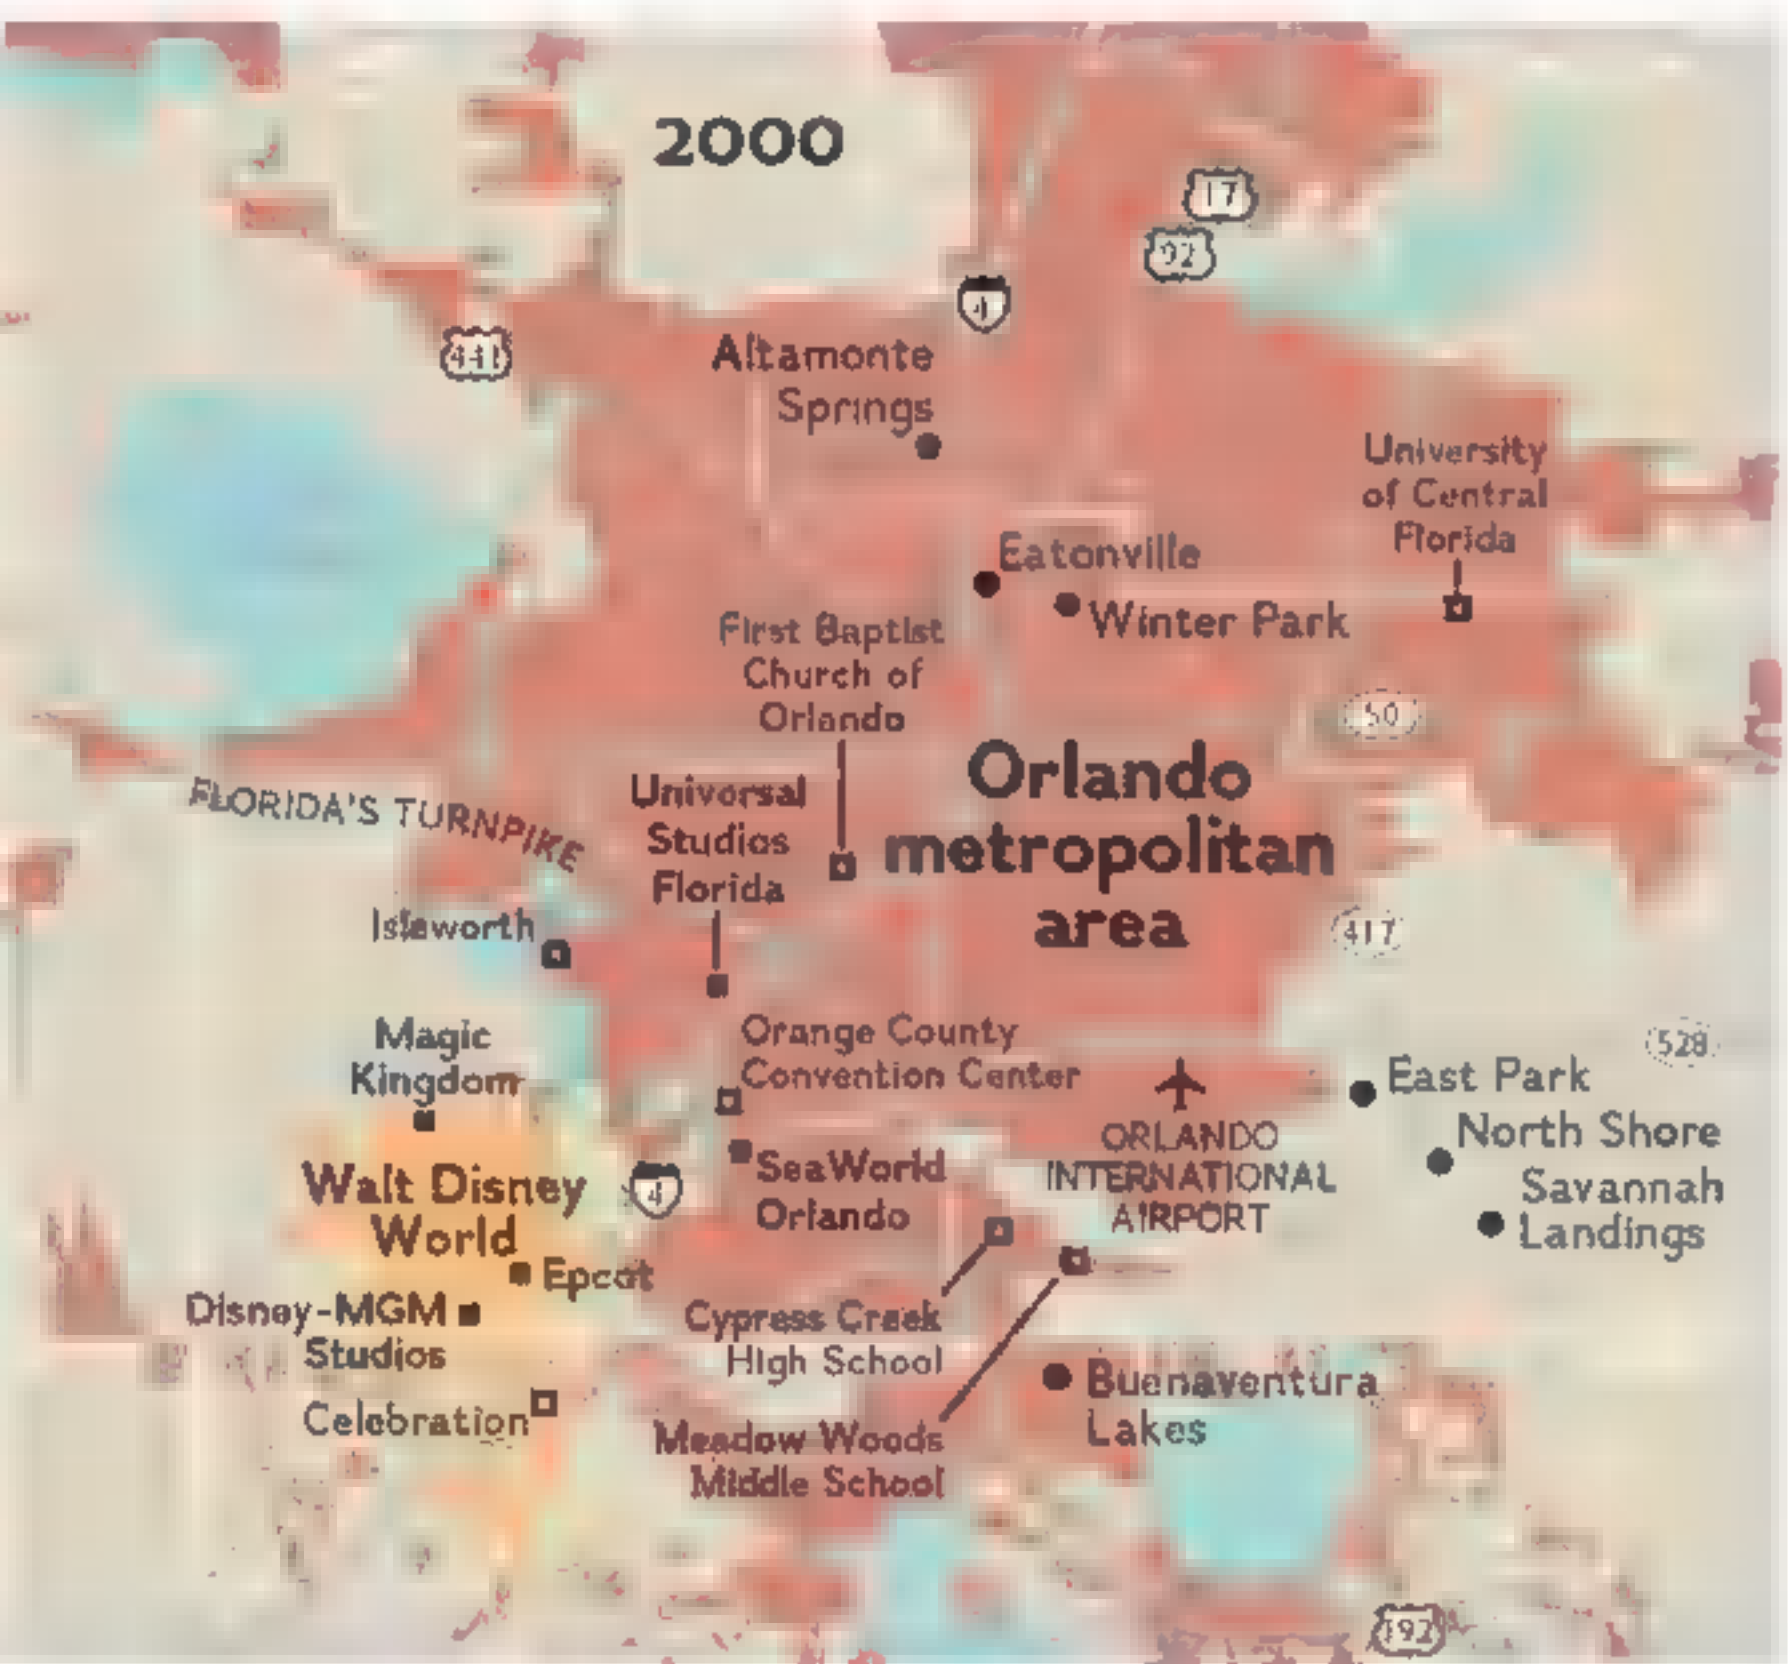 2000
17
92
4
441
Altamonte
Springs
University
of Central
Florida
Eatonville
Winter Park
First Baptist
Church of
Orlando
50
Orlando
metropolitan
area
FLORIDA'S TURNPIKE
Universal
Studios
Florida
Isleworth
417
Magic
Kingdom
Orange County
Convention Center
528
East Park
North Shore
Savannah
Landings
ORLANDO
INTERNATIONAL
AIRPORT
Walt Disney
World
4
SeaWorld
Orlando
Epcot
Disney-MGM
Studios
Cypress Creek
High School
Celebration
Buenaventura
Lakes
Meadow Woods
Middle School
192